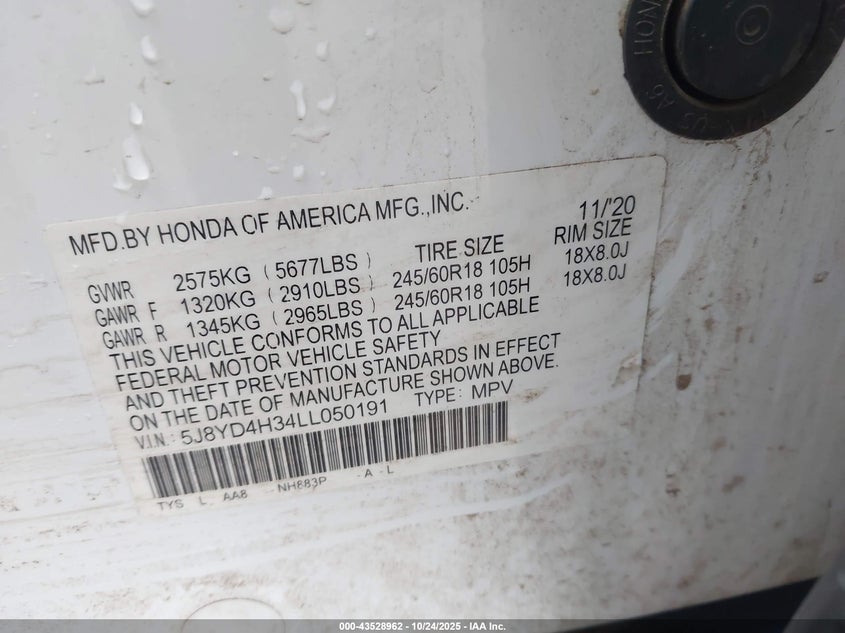 MFD.BY HONDA OF AMERICA MFG.,INC. 11/'20
TIRE SIZE RIM SIZE
GVWR 2575KG ( 5677LBS )
GAWR F 1320KG ( 2910LBS ) 245/60R18 105H 18X8.0J
GAWR R 1345KG ( 2965LBS ) 245/60R18 105H 18X8.0J
THIS VEHICLE CONFORMS TO ALL APPLICABLE
FEDERAL MOTOR VEHICLE SAFETY
AND THEFT PREVENTION STANDARDS IN EFFECT
ON THE DATE OF MANUFACTURE SHOWN ABOVE.
V.I.N.: 5J8YD4H34LL050191 TYPE: MPV
TYS L AA8 NH883P A - L
000-43528962 - 10/24/2025 - IAA Inc.